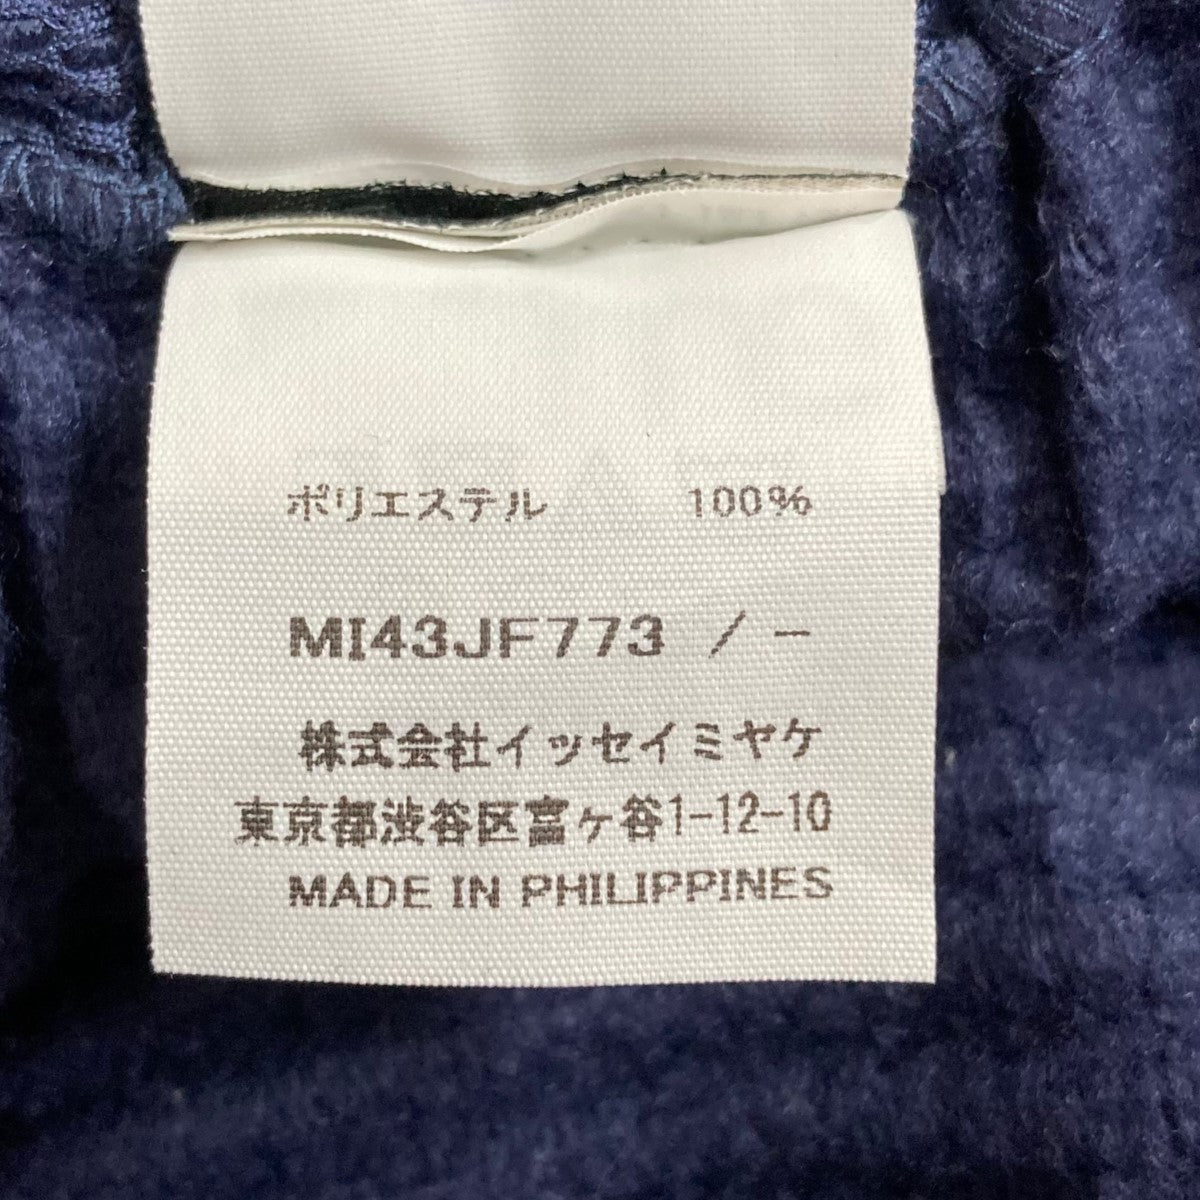 ポリエステル 100%
MI43JF773 / -
株式会社イッセイミヤケ
東京都渋谷区富ヶ谷1-12-10
MADE IN PHILIPPINES